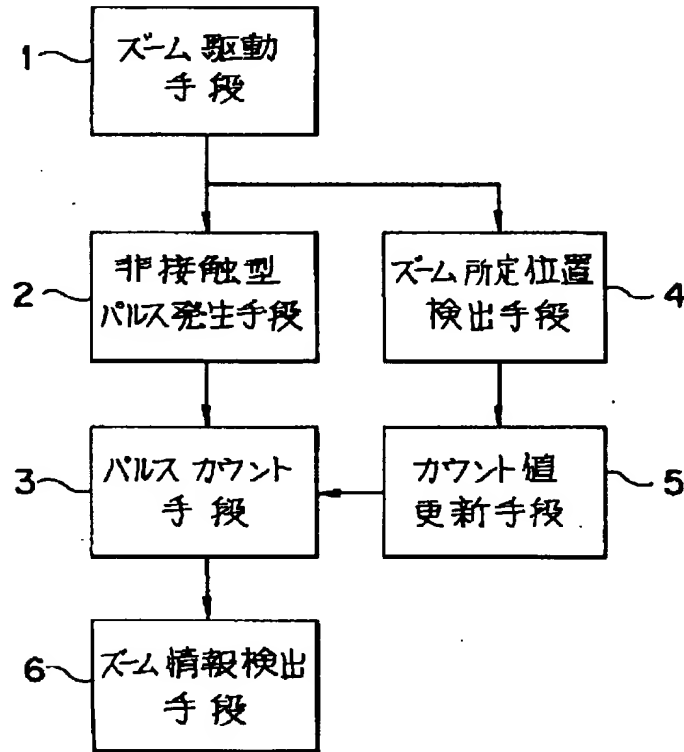 1
ズーム駆動
手段
2
非接触型
パルス発生手段
ズーム所定位置
検出手段
4
3
パルスカウント
手段
カウント値
更新手段
5
6
ズーム情報検出
手段